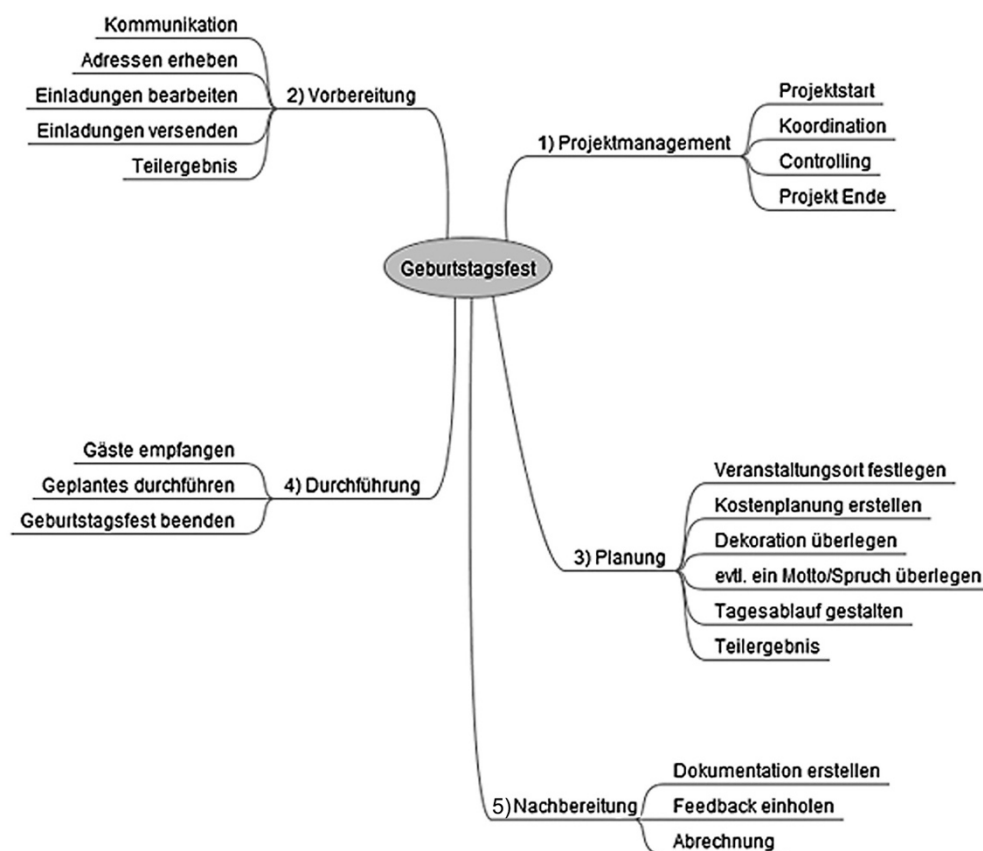 Geburtstagsfest
1) Projektmanagement
Projektstart
Koordination
Controlling
Projekt Ende
2) Vorbereitung
Kommunikation
Adressen erheben
Einladungen bearbeiten
Einladungen versenden
Teilergebnis
3) Planung
Veranstaltungsort festlegen
Kostenplanung erstellen
Dekoration überlegen
evtl. ein Motto/Spruch überlegen
Tagesablauf gestalten
Teilergebnis
4) Durchführung
Gäste empfangen
Geplantes durchführen
Geburtstagsfest beenden
5) Nachbereitung
Dokumentation erstellen
Feedback einholen
Abrechnung